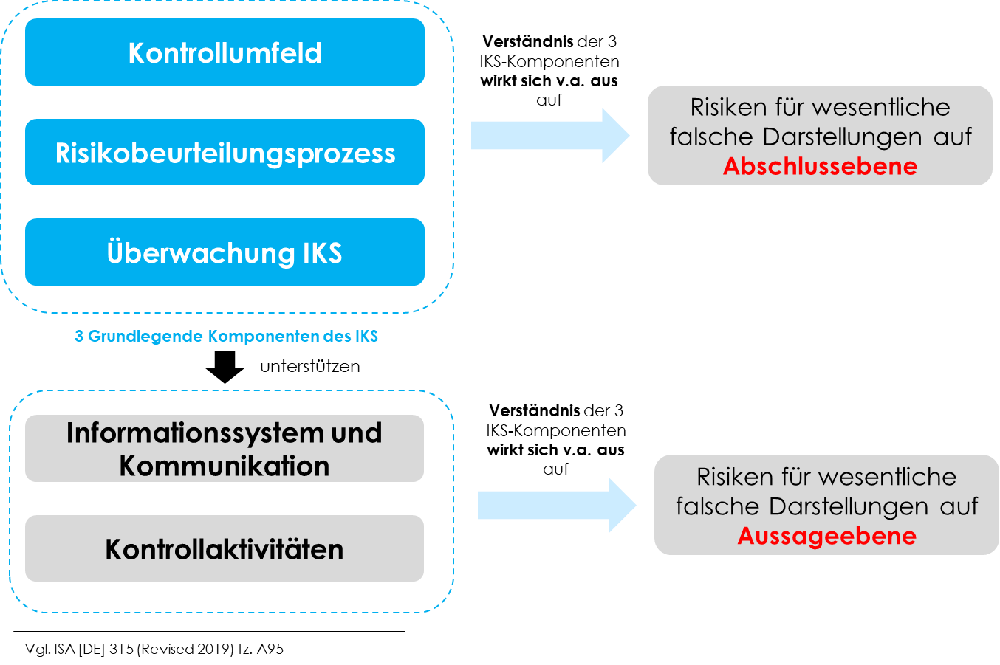 Kontrollumfeld
Risikobeurteilungsprozess
Überwachung IKS
Verständnis der 3
IKS-Komponenten
wirkt sich v.a. aus
auf
Risiken für wesentliche
falsche Darstellungen auf
Abschlussebene
3 Grundlegende Komponenten des IKS
unterstützen
Informationssystem und
Kommunikation
Kontrollaktivitäten
Verständnis der 3
IKS-Komponenten
wirkt sich v.a. aus
auf
Risiken für wesentliche
falsche Darstellungen auf
Aussageebene
Vgl. ISA [DE] 315 (Revised 2019) Tz. A95